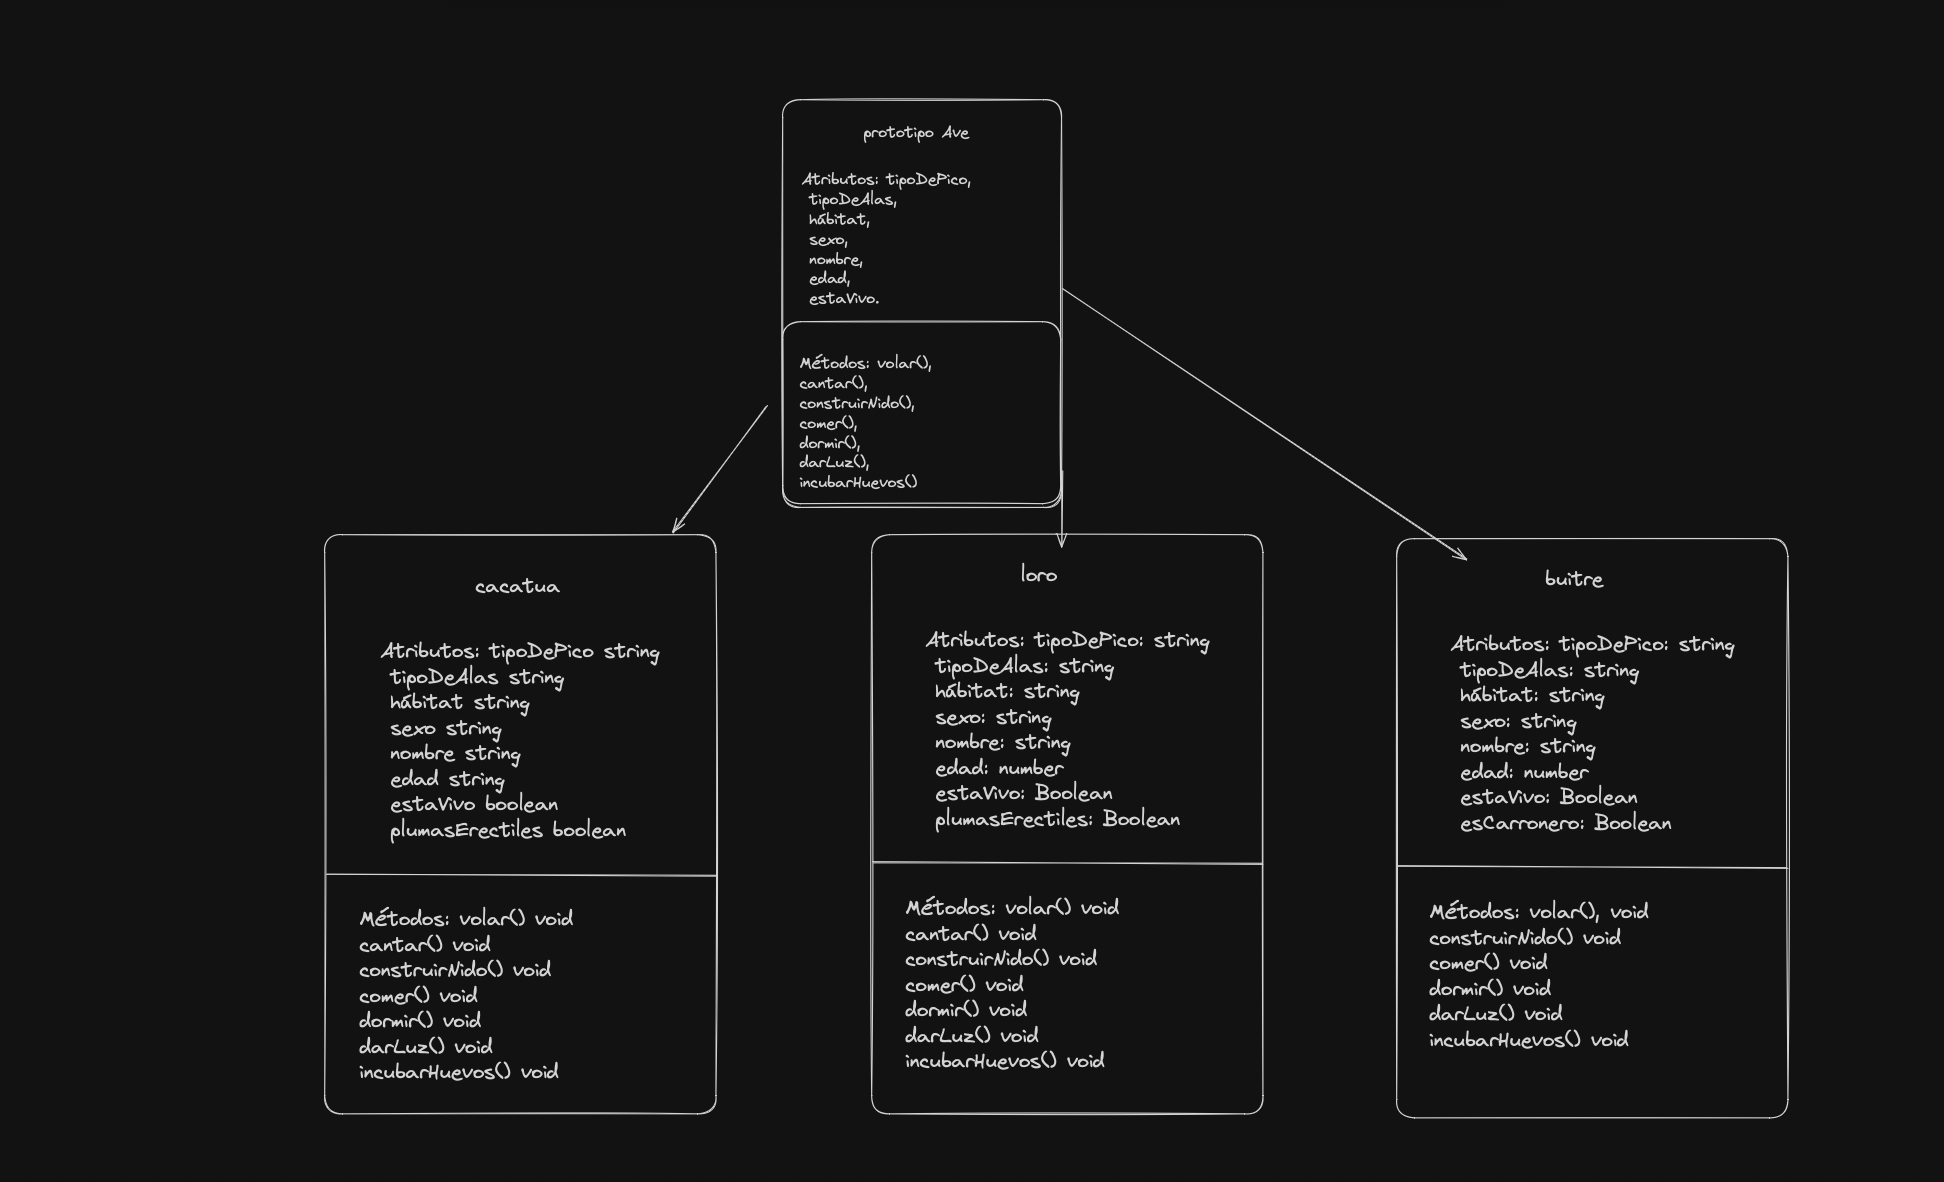 prototipo Ave
Atributos: tipoDePico,
tipoDeAlas,
hábitat,
sexo,
nombre,
edad,
estaVivo.
Métodos: volar(),
cantar(),
construirNido(),
comer(),
dormir(),
darLuz(),
incubarHuevos()
cacatua
Atributos: tipoDePico string
tipoDeAlas string
hábitat string
sexo string
nombre string
edad string
estaVivo boolean
plumasErectiles boolean
Métodos: volar() void
cantar() void
construirNido() void
comer() void
dormir() void
darLuz() void
incubarHuevos() void
loro
Atributos: tipoDePico: string
tipoDeAlas: string
hábitat: string
sexo: string
nombre: string
edad: number
estaVivo: Boolean
plumasErectiles: Boolean
Métodos: volar() void
cantar() void
construirNido() void
comer() void
dormir() void
darLuz() void
incubarHuevos() void
buitre
Atributos: tipoDePico: string
tipoDeAlas: string
hábitat: string
sexo: string
nombre: string
edad: number
estaVivo: Boolean
esCarronero: Boolean
Métodos: volar(), void
construirNido() void
comer() void
dormir() void
darLuz() void
incubarHuevos() void